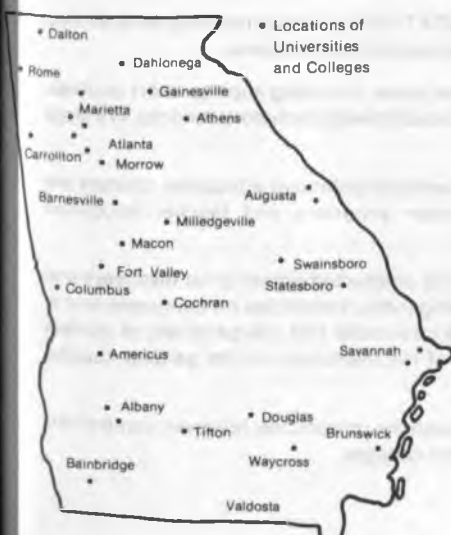 Locations of
Universities
and Colleges
Dalton
Rome
Dahlonega
Gainesville
Marietta
Athens
Atlanta
Carrollton
Morrow
Barnesville
Augusta
Milledgeville
Macon
Swainsboro
Fort. Valley
Statesboro
Columbus
Cochran
Americus
Savannah
Albany
Tifton
Douglas
Brunswick
Waycross
Bainbridge
Valdosta